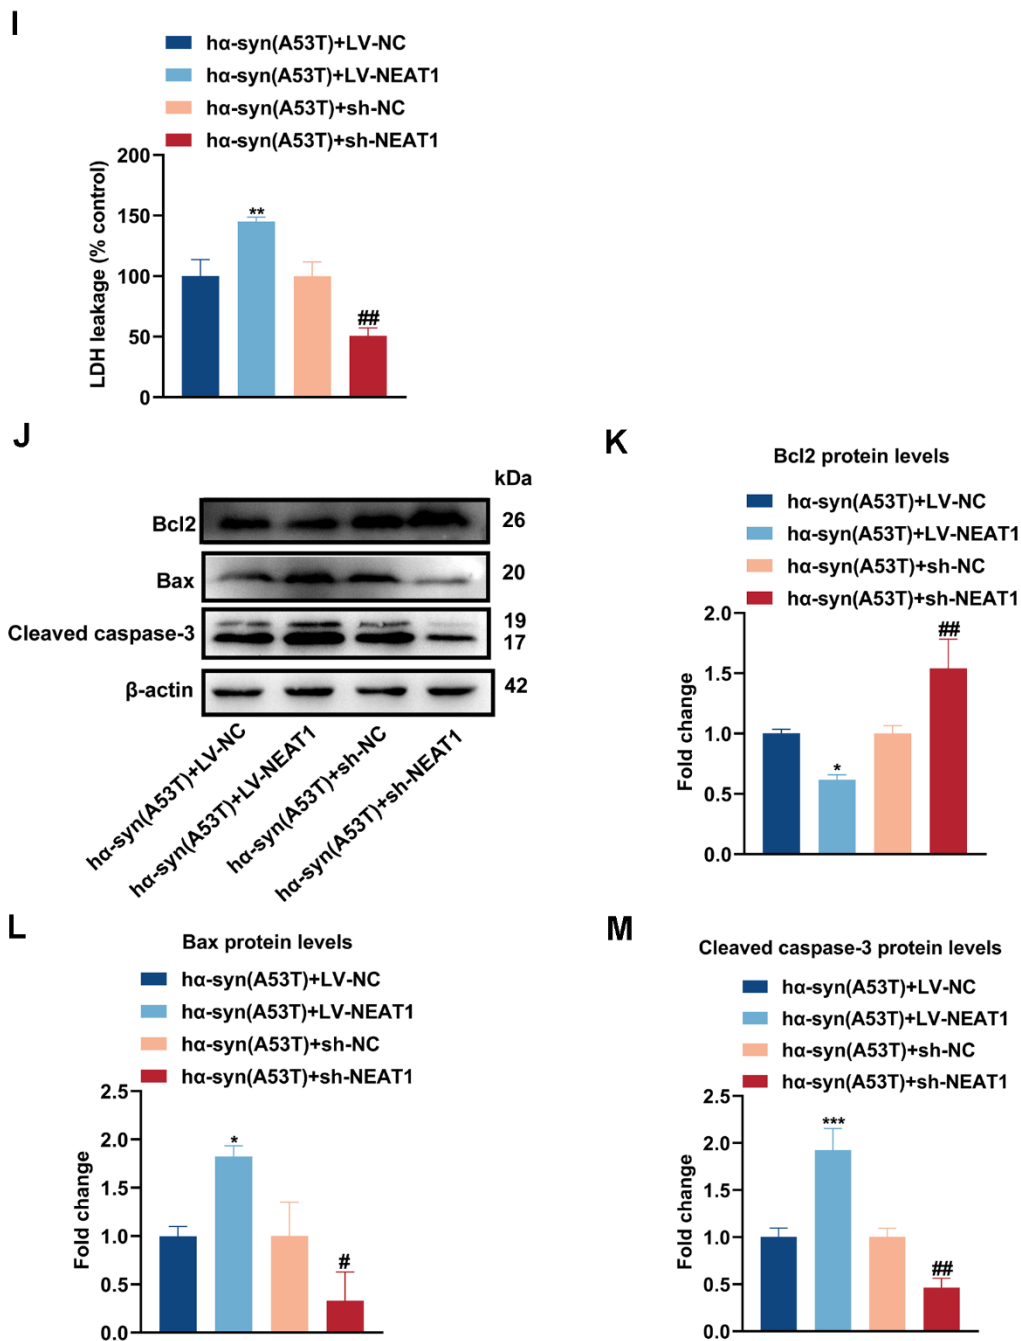 I
hα-syn(A53T)+LV-NC
hα-syn(A53T)+LV-NEAT1
hα-syn(A53T)+sh-NC
hα-syn(A53T)+sh-NEAT1
LDH leakage (% control)
200
150
100
50
0
**
##
J
kDa
Bcl2
26
Bax
20
Cleaved caspase-3
19
17
β-actin
42
hα-syn(A53T)+LV-NC
hα-syn(A53T)+LV-NEAT1
hα-syn(A53T)+sh-NC
hα-syn(A53T)+sh-NEAT1
K
Bcl2 protein levels
hα-syn(A53T)+LV-NC
hα-syn(A53T)+LV-NEAT1
hα-syn(A53T)+sh-NC
hα-syn(A53T)+sh-NEAT1
Fold change
2.0
1.5
1.0
0.5
0.0
*
##
L
Bax protein levels
hα-syn(A53T)+LV-NC
hα-syn(A53T)+LV-NEAT1
hα-syn(A53T)+sh-NC
hα-syn(A53T)+sh-NEAT1
Fold change
2.5
2.0
1.5
1.0
0.5
0.0
*
#
M
Cleaved caspase-3 protein levels
hα-syn(A53T)+LV-NC
hα-syn(A53T)+LV-NEAT1
hα-syn(A53T)+sh-NC
hα-syn(A53T)+sh-NEAT1
Fold change
2.5
2.0
1.5
1.0
0.5
0.0
***
##